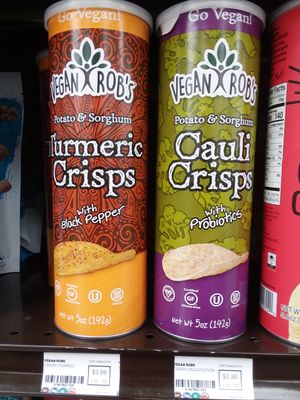 Go Vegan!
VEGAN ROB'S
Potato & Sorghum
Turmeric
Crisps
with
Black Pepper
net wt 5oz (142g)
Go Vegan!
VEGAN ROB'S
Potato & Sorghum
Cauli
Crisps
with
Probiotics
net wt 5oz (142g)
140
VEGAN ROBS
$3.99
VEGAN ROBS
$3.99